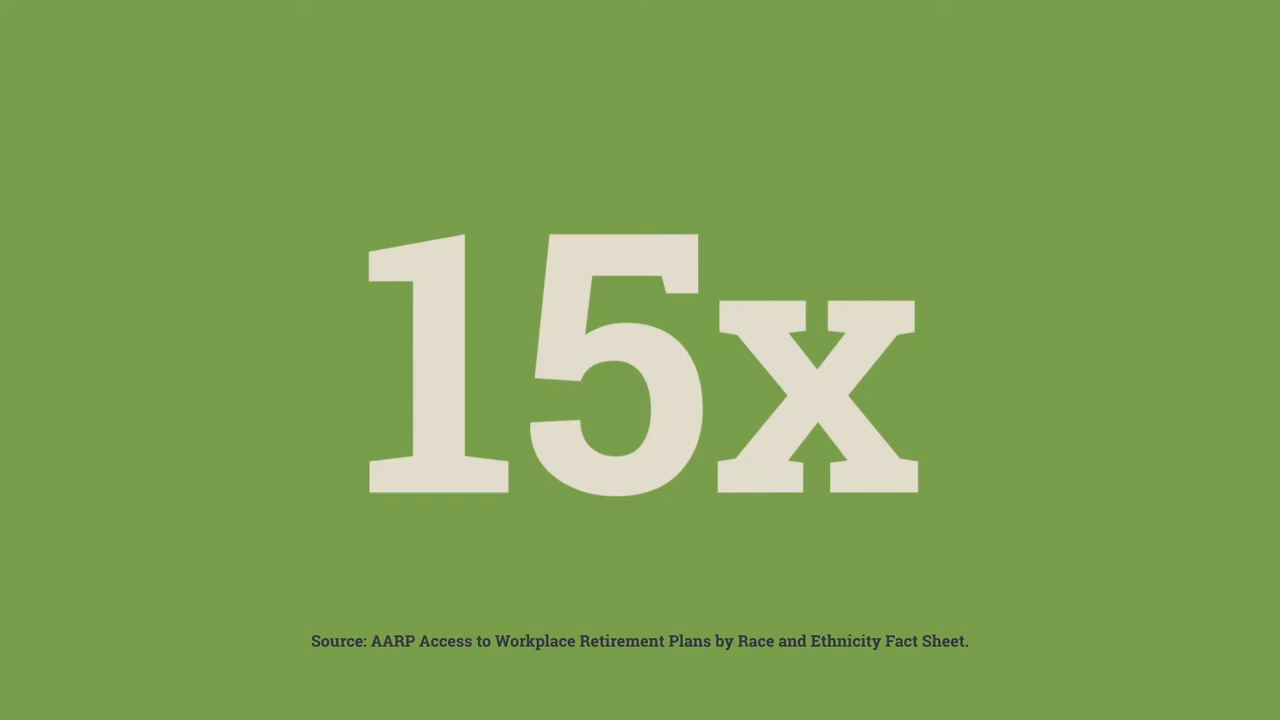 15x
Source: AARP Access to Workplace Retirement Plans by Race and Ethnicity Fact Sheet.